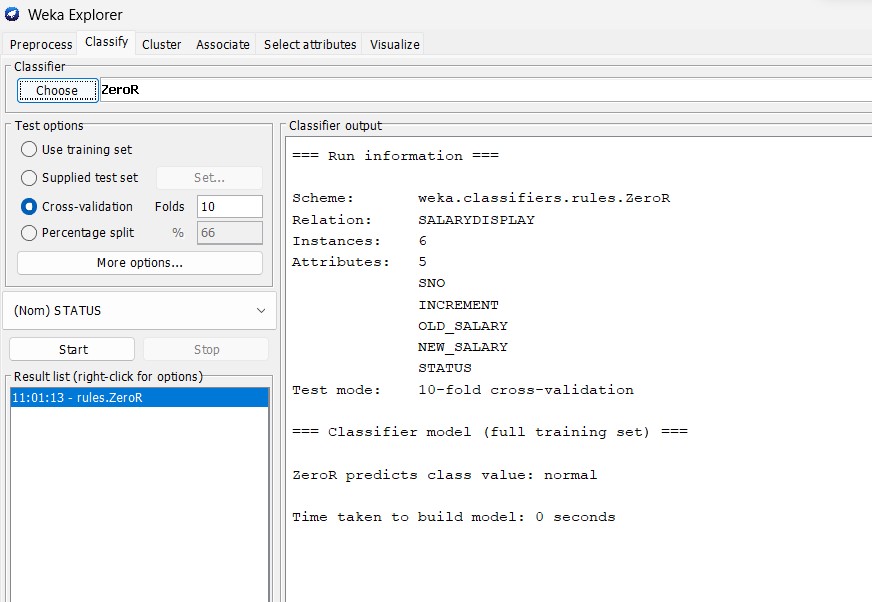 Weka Explorer
Preprocess Classify Cluster Associate Select attributes Visualize
Classifier
Choose ZeroR
Test options
Use training set
Supplied test set Set...
Cross-validation Folds 10
Percentage split % 66
More options...
(Nom) STATUS
Start Stop
Result list (right-click for options)
11:01:13 - rules.ZeroR
Classifier output
=== Run information ===
Scheme: weka.classifiers.rules.ZeroR
Relation: SALARYDISPLAY
Instances: 6
Attributes: 5
SNO
INCREMENT
OLD_SALARY
NEW_SALARY
STATUS
Test mode: 10-fold cross-validation
=== Classifier model (full training set) ===
ZeroR predicts class value: normal
Time taken to build model: 0 seconds